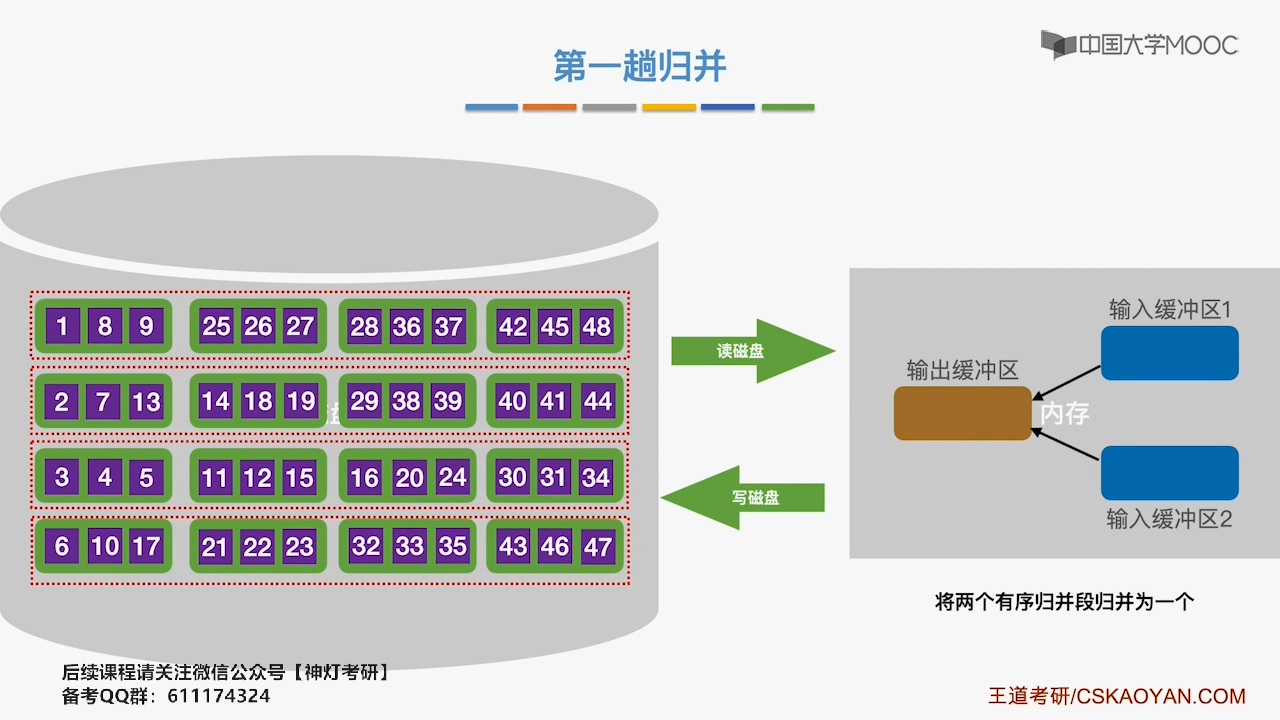 第一趟归并
中国大学MOOC
1 8 9 25 26 27 28 36 37 42 45 48
2 7 13 14 18 19 29 38 39 40 41 44
3 4 5 11 12 15 16 20 24 30 31 34
6 10 17 21 22 23 32 33 35 43 46 47
读磁盘
写磁盘
输入缓冲区1
输出缓冲区
内存
输入缓冲区2
将两个有序归并段归并为一个
后续课程请关注微信公众号【神灯考研】
备考QQ群：611174324
王道考研/CSKAOYAN.COM